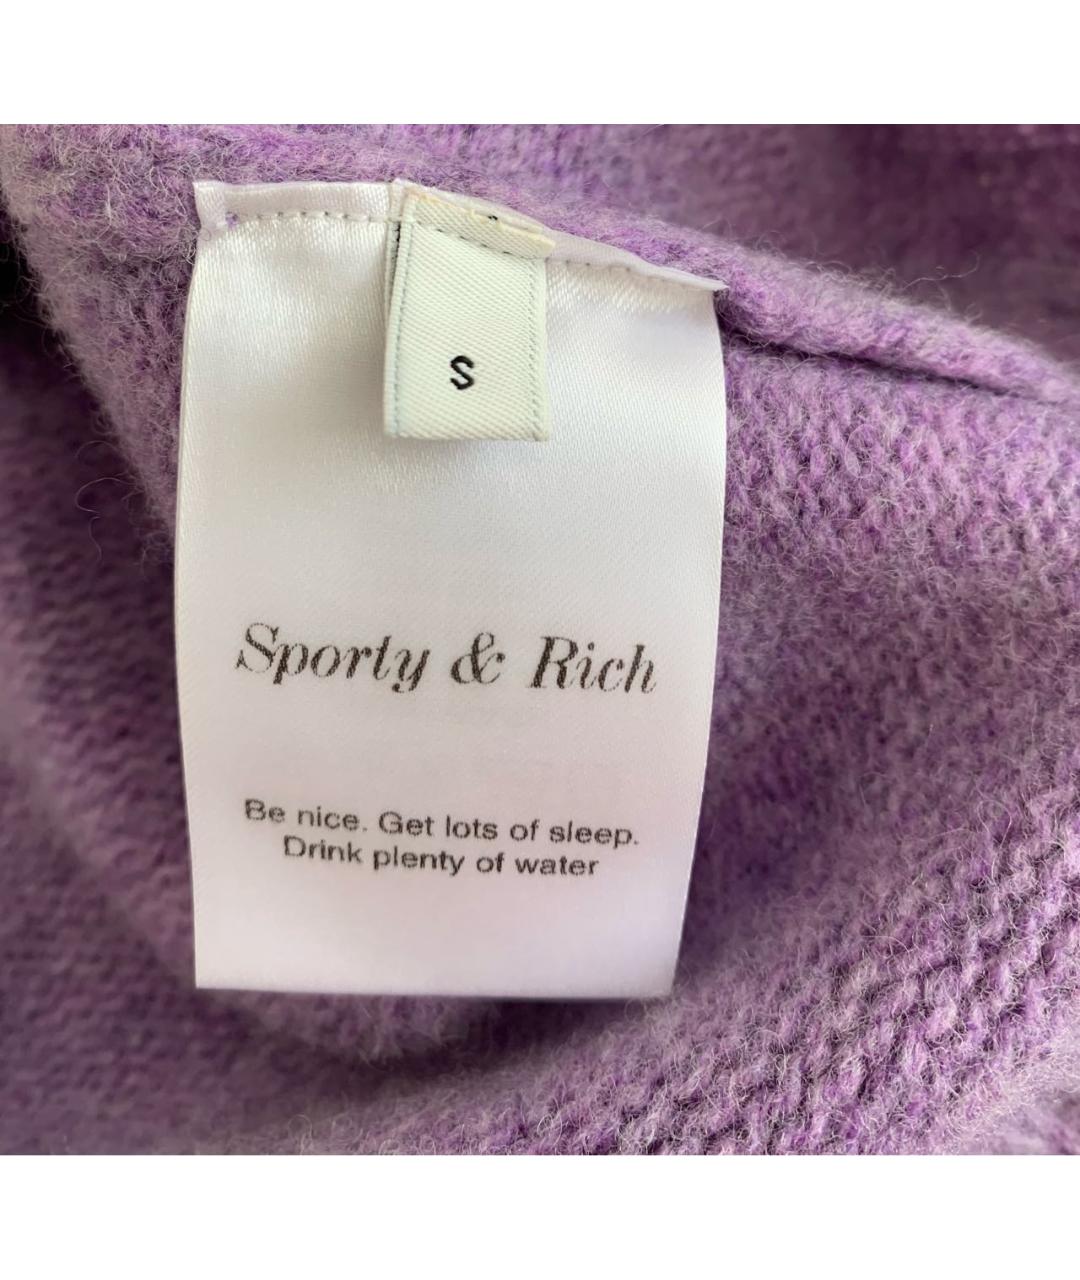 S
Sporty & Rich
Be nice. Get lots of sleep.
Drink plenty of water